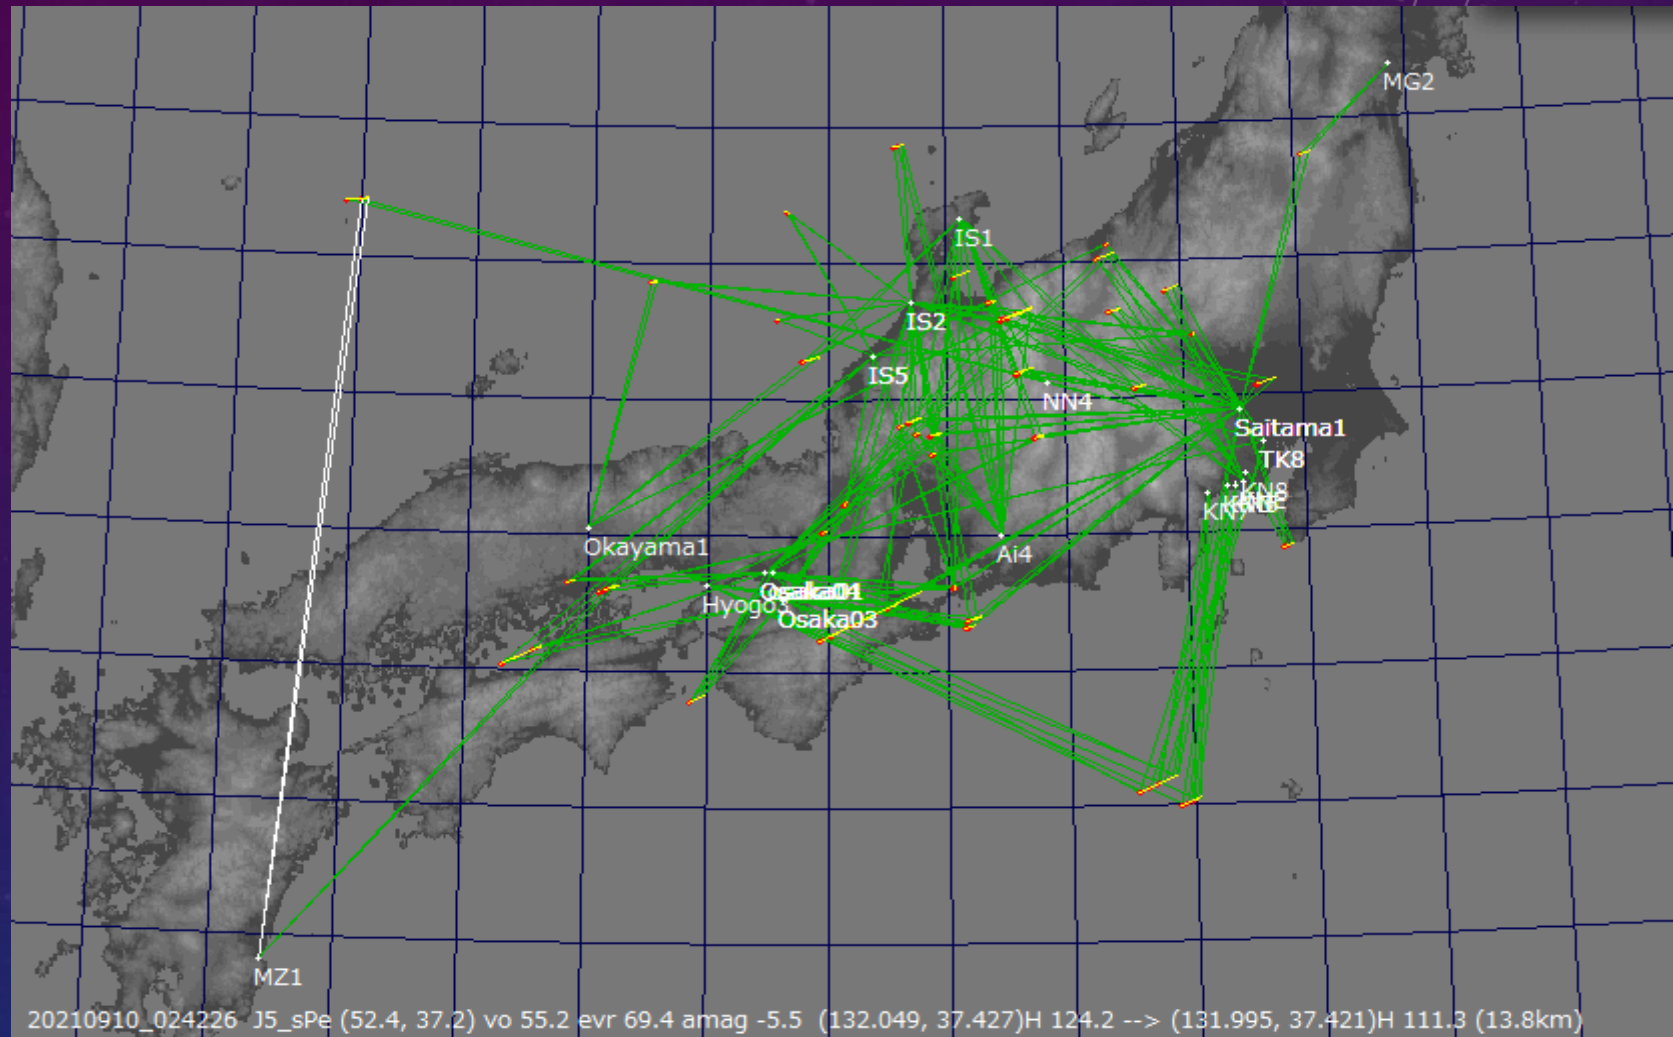 MG2
IS1
IS2
IS5
NN4
Saitama1
TK8
KN8
KN7
Okayama1
Ai4
Hyogo3
Osaka03
MZ1
20210910_024226 J5_sPe (52.4, 37.2) vo 55.2 evr 69.4 amag -5.5 (132.049, 37.427)H 124.2 --> (131.995, 37.421)H 111.3 (13.8km)